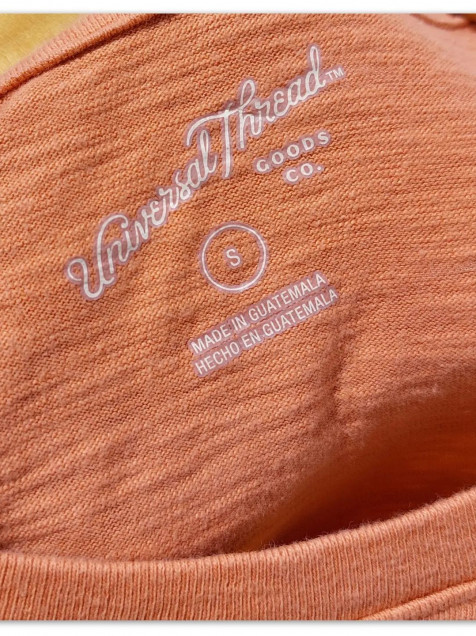 Universal Thread™
GOODS
CO.
S
MADE IN GUATEMALA
HECHO EN GUATEMALA